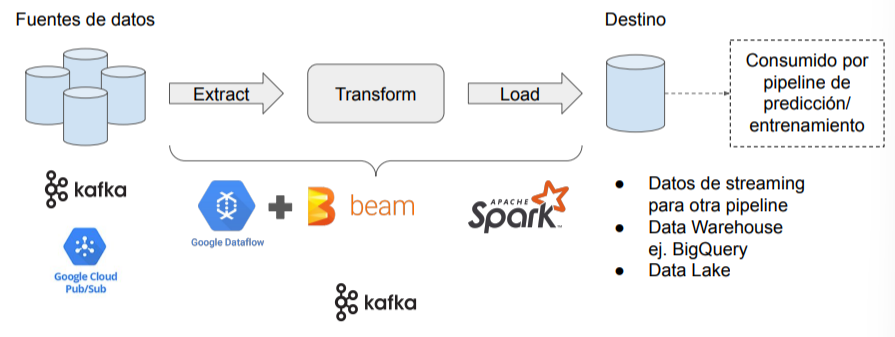 Fuentes de datos
Destino
Extract
Transform
Load
Consumido por
pipeline de
predicción/
entrenamiento
kafka
Google Cloud
Pub/Sub
Google Dataflow
beam
APACHE
Spark
kafka
● Datos de streaming
para otra pipeline
● Data Warehouse
ej. BigQuery
● Data Lake